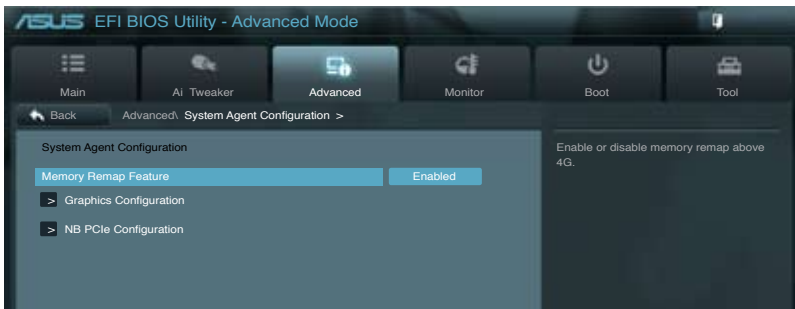 ASUS EFI BIOS Utility - Advanced Mode
Main Ai Tweaker Advanced Monitor Boot Tool
Back Advanced\ System Agent Configuration >
System Agent Configuration
Memory Remap Feature Enabled
> Graphics Configuration
> NB PCIe Configuration
Enable or disable memory remap above
4G.